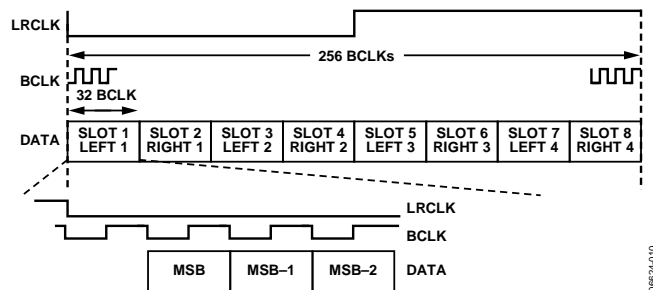 LRCLK
256 BCLKs
BCLK
32 BCLK
DATA
SLOT 1 LEFT 1
SLOT 2 RIGHT 1
SLOT 3 LEFT 2
SLOT 4 RIGHT 2
SLOT 5 LEFT 3
SLOT 6 RIGHT 3
SLOT 7 LEFT 4
SLOT 8 RIGHT 4
LRCLK
BCLK
MSB
MSB–1
MSB–2
DATA
06624-010